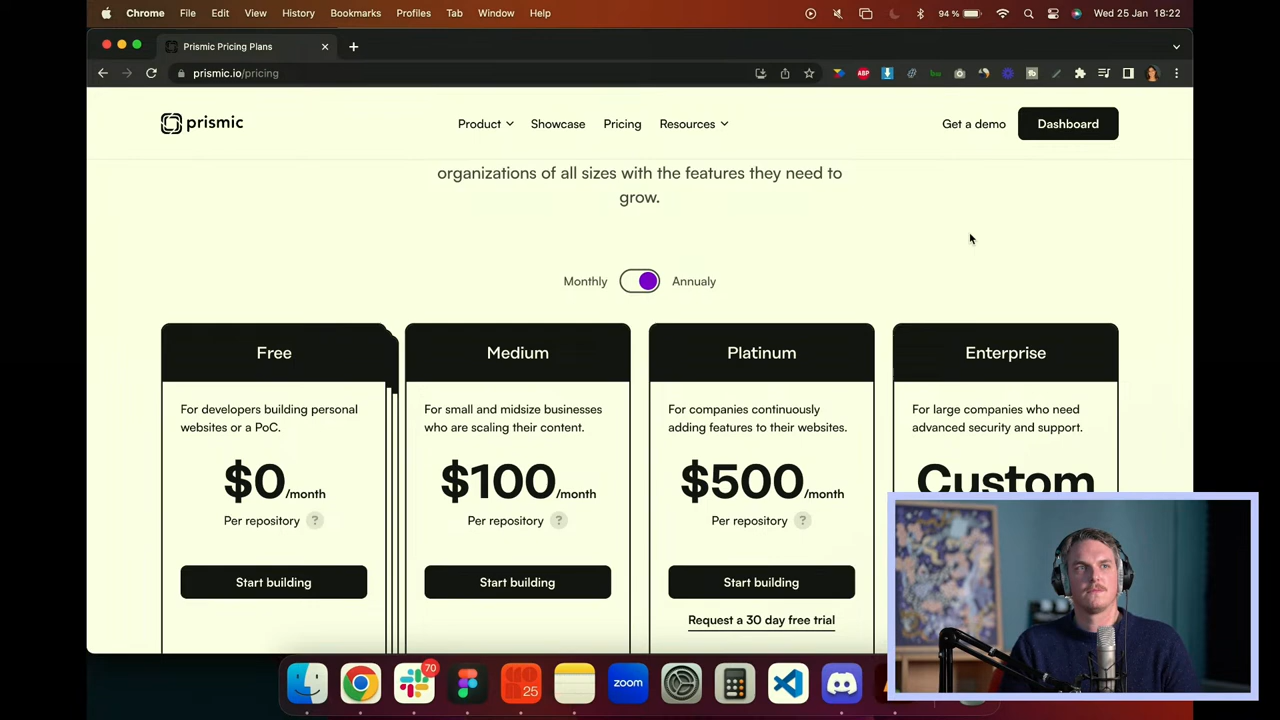 Chrome File Edit View History Bookmarks Profiles Tab Window Help 94 % Wed 25 Jan 18:22
Prismic Pricing Plans
prismic.io/pricing
ABP
prismic Product Showcase Pricing Resources Get a demo Dashboard
organizations of all sizes with the features they need to
grow.
Monthly Annualy
Free
For developers building personal
websites or a PoC.
$0/month
Per repository ?
Start building
Medium
For small and midsize businesses
who are scaling their content.
$100/month
Per repository ?
Start building
Platinum
For companies continuously
adding features to their websites.
$500/month
Per repository ?
Start building
Request a 30 day free trial
Enterprise
For large companies who need
advanced security and support.
Custom
70
25
zoom